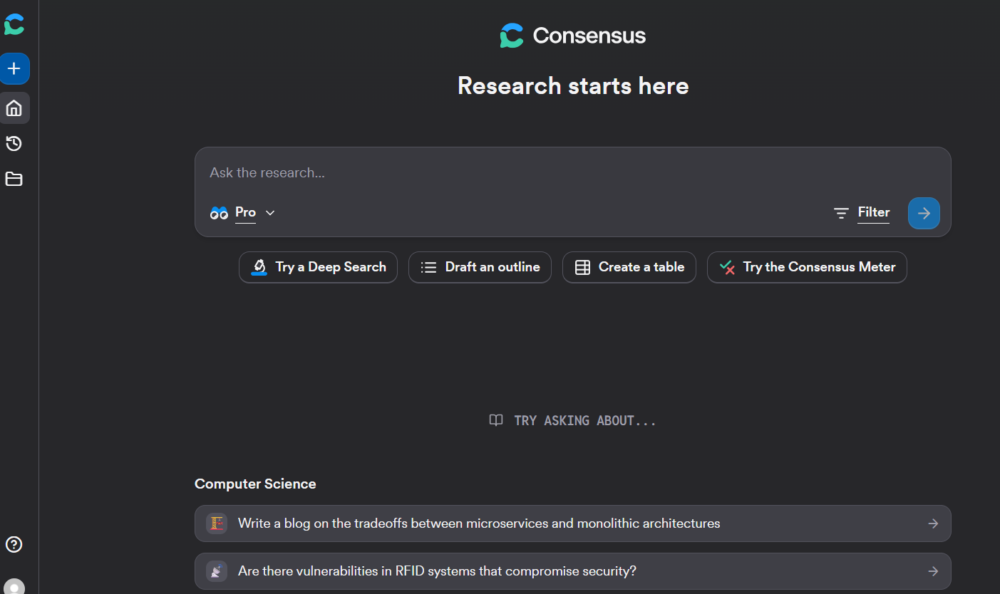 Consensus
Research starts here
Ask the research...
Pro
Filter
Try a Deep Search
Draft an outline
Create a table
Try the Consensus Meter
TRY ASKING ABOUT...
Computer Science
Write a blog on the tradeoffs between microservices and monolithic architectures
Are there vulnerabilities in RFID systems that compromise security?